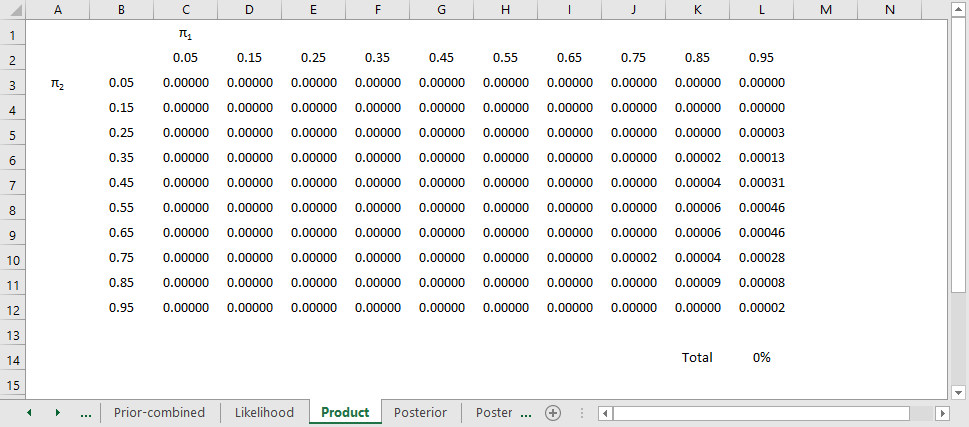 A B C D E F G H I J K L M N
1 π₁
2 0.05 0.15 0.25 0.35 0.45 0.55 0.65 0.75 0.85 0.95
3 π₂ 0.05 0.00000 0.00000 0.00000 0.00000 0.00000 0.00000 0.00000 0.00000 0.00000 0.00000
4 0.15 0.00000 0.00000 0.00000 0.00000 0.00000 0.00000 0.00000 0.00000 0.00000 0.00000
5 0.25 0.00000 0.00000 0.00000 0.00000 0.00000 0.00000 0.00000 0.00000 0.00000 0.00003
6 0.35 0.00000 0.00000 0.00000 0.00000 0.00000 0.00000 0.00000 0.00000 0.00002 0.00013
7 0.45 0.00000 0.00000 0.00000 0.00000 0.00000 0.00000 0.00000 0.00000 0.00004 0.00031
8 0.55 0.00000 0.00000 0.00000 0.00000 0.00000 0.00000 0.00000 0.00000 0.00006 0.00046
9 0.65 0.00000 0.00000 0.00000 0.00000 0.00000 0.00000 0.00000 0.00000 0.00006 0.00046
10 0.75 0.00000 0.00000 0.00000 0.00000 0.00000 0.00000 0.00000 0.00002 0.00004 0.00028
11 0.85 0.00000 0.00000 0.00000 0.00000 0.00000 0.00000 0.00000 0.00000 0.00009 0.00008
12 0.95 0.00000 0.00000 0.00000 0.00000 0.00000 0.00000 0.00000 0.00000 0.00000 0.00002
13
14 Total 0%
15
... Prior-combined Likelihood Product Posterior Poster ...